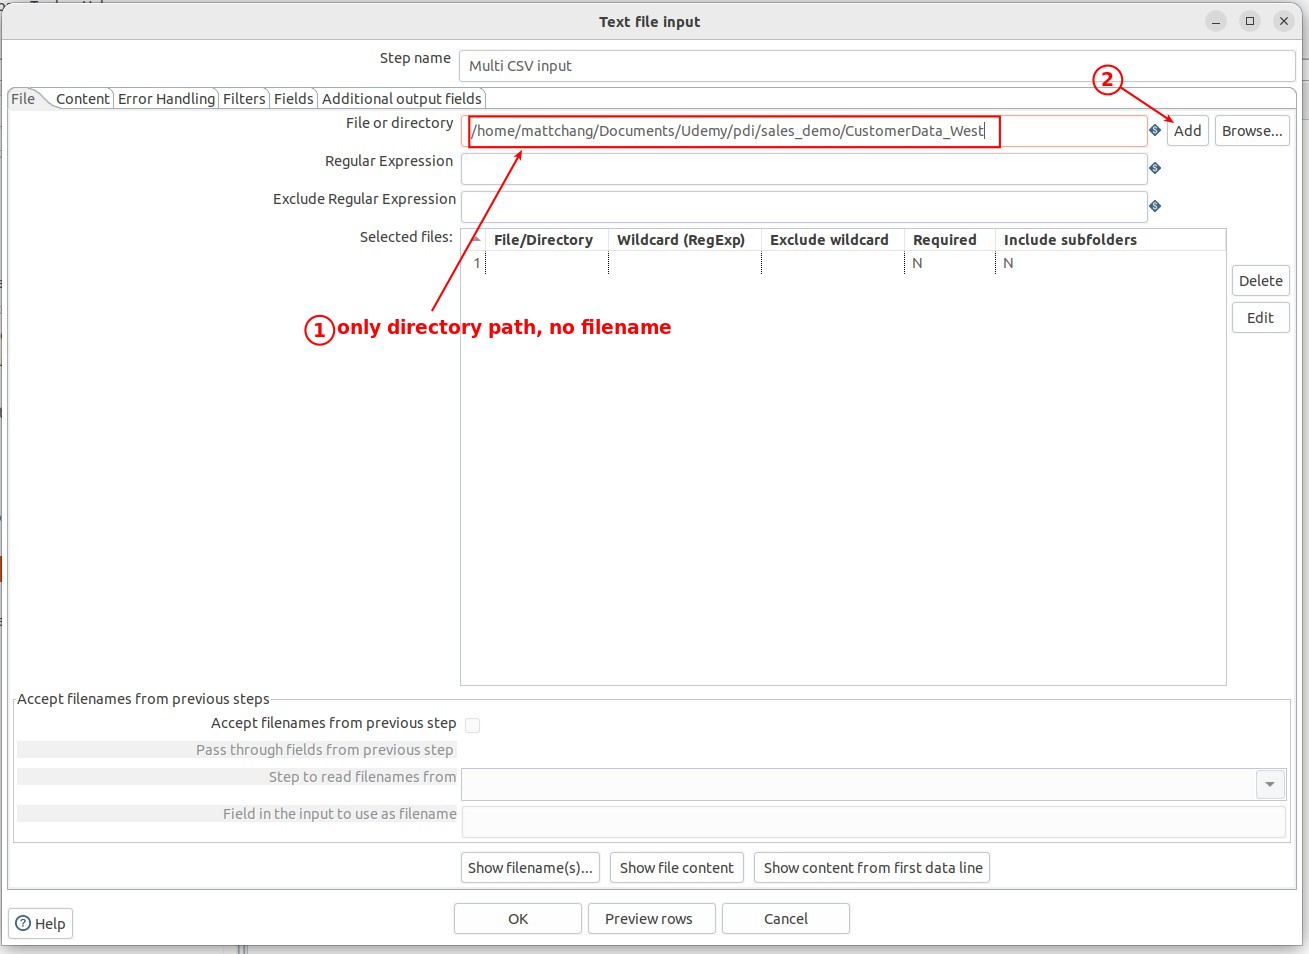 Text file input
Step name Multi CSV input
File Content Error Handling Filters Fields Additional output fields
② 
File or directory /home/mattchang/Documents/Udemy/pdi/sales_demo/CustomerData_West Add Browse...
Regular Expression
Exclude Regular Expression
Selected files: File/Directory Wildcard (RegExp) Exclude wildcard Required Include subfolders
1 N N
Delete
Edit
① only directory path, no filename
Accept filenames from previous steps
Accept filenames from previous step
Pass through fields from previous step
Step to read filenames from
Field in the input to use as filename
Show filename(s)... Show file content Show content from first data line
Help OK Preview rows Cancel